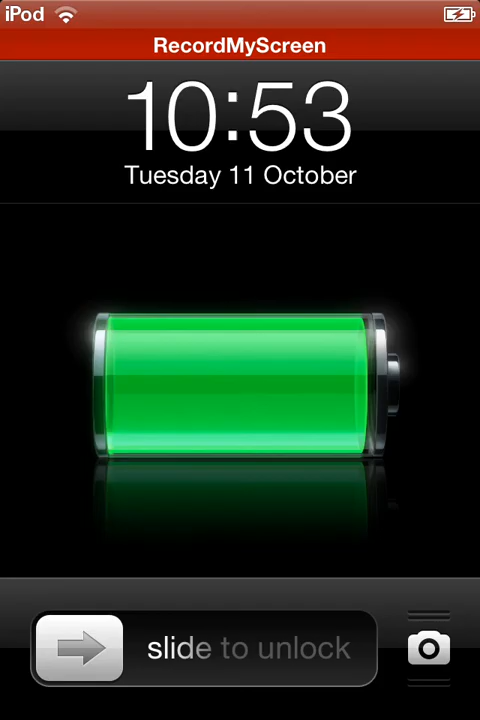 iPod
RecordMyScreen
10:53
Tuesday 11 October
slide to unlock